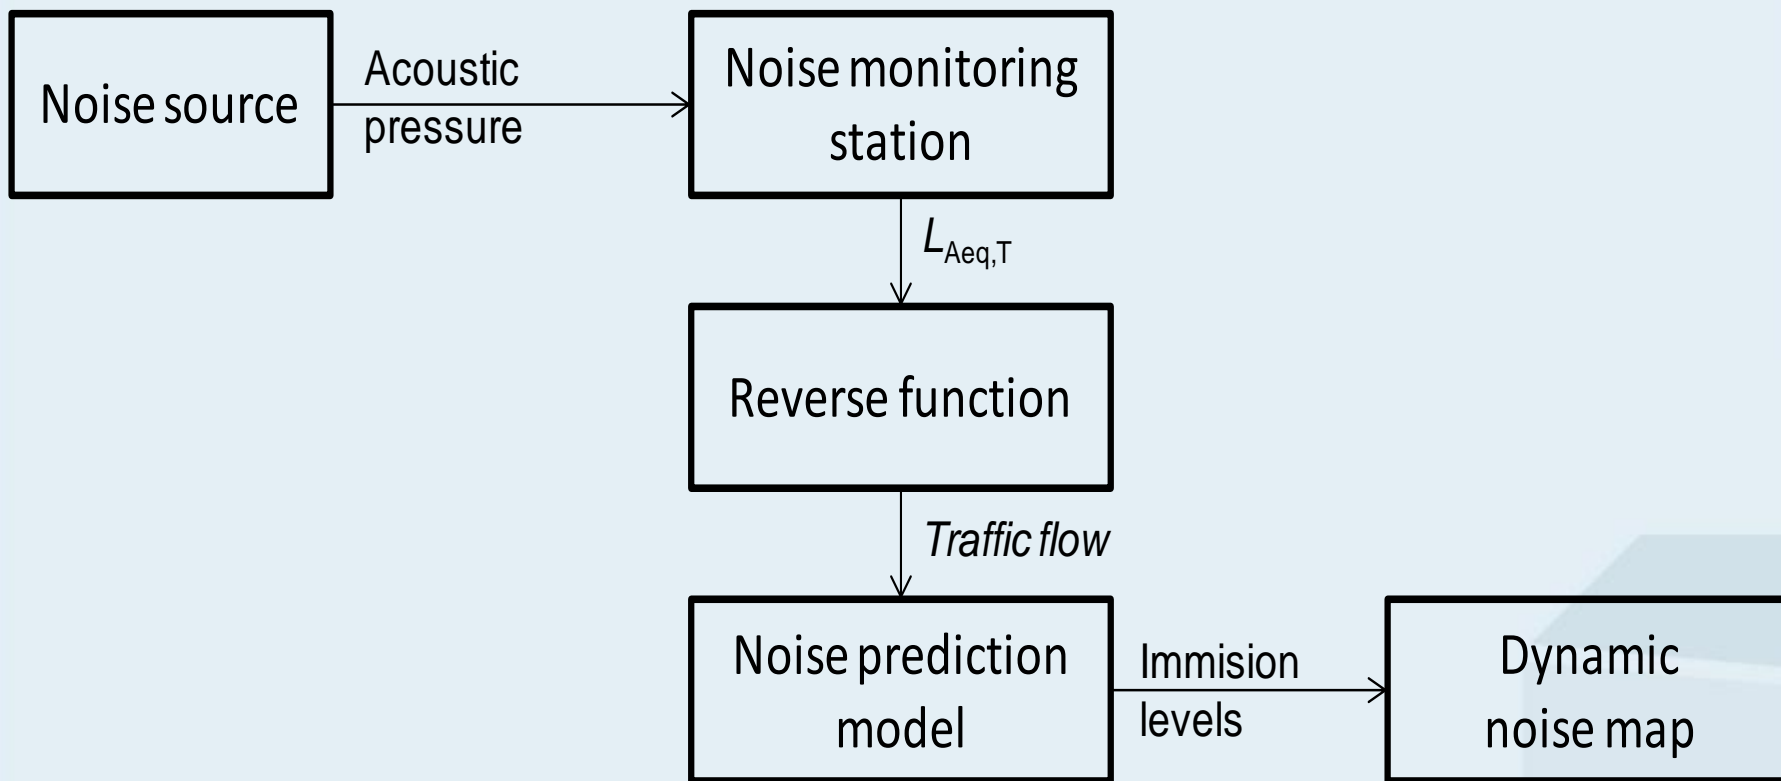 Noise source
Acoustic
pressure
Noise monitoring
station
L_Aeq,T
Reverse function
Traffic flow
Noise prediction
model
Immision
levels
Dynamic
noise map